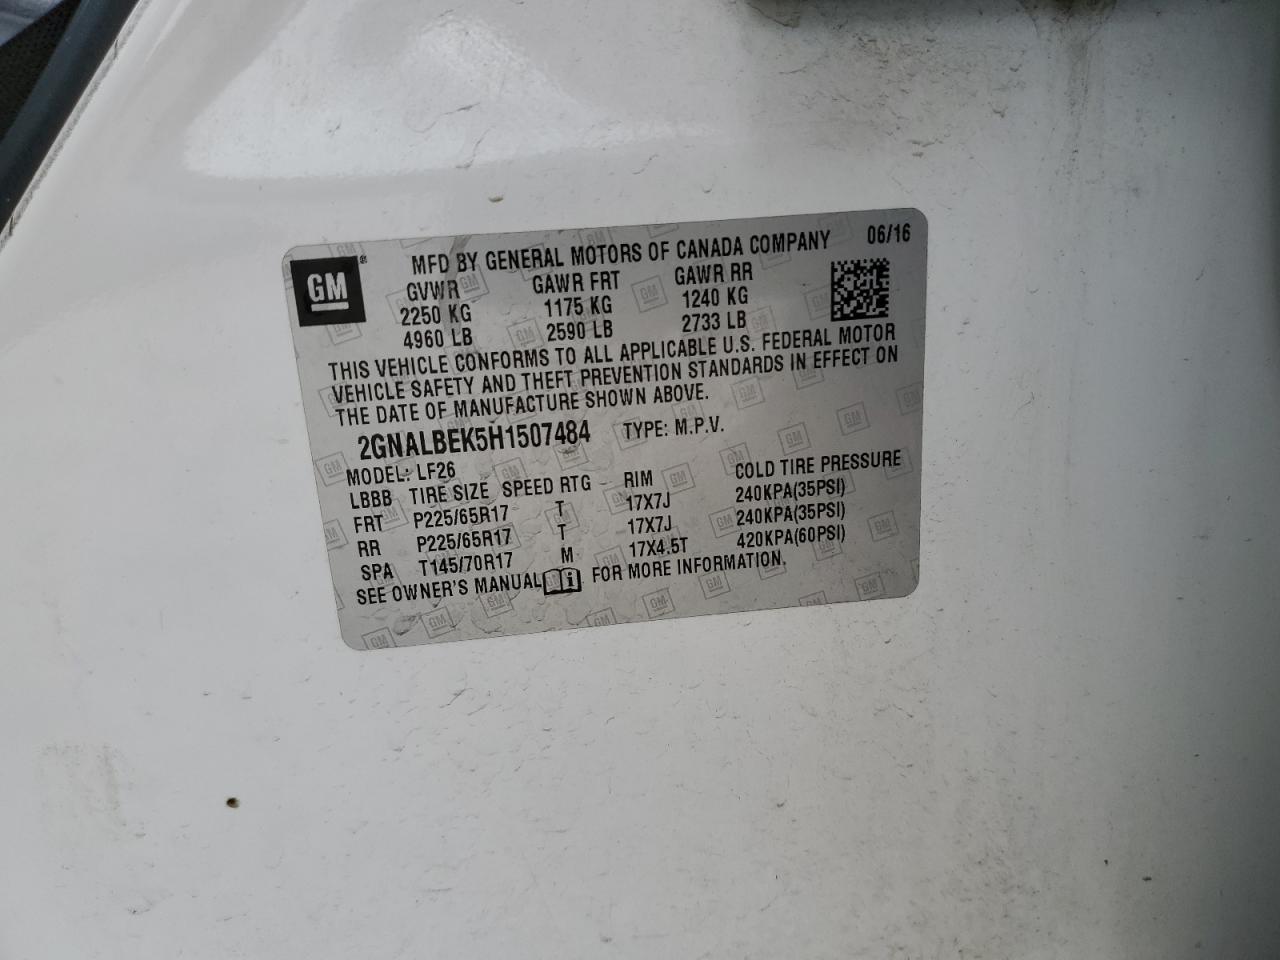 GM® MFD BY GENERAL MOTORS OF CANADA COMPANY 06/16
GVWR GAWR FRT GAWR RR
2250 KG 1175 KG 1240 KG
4960 LB 2590 LB 2733 LB
THIS VEHICLE CONFORMS TO ALL APPLICABLE U.S. FEDERAL MOTOR
VEHICLE SAFETY AND THEFT PREVENTION STANDARDS IN EFFECT ON
THE DATE OF MANUFACTURE SHOWN ABOVE.
2GNALBEK5H1507484 TYPE: M.P.V.
MODEL: LF26
LBBB TIRE SIZE SPEED RTG RIM COLD TIRE PRESSURE
FRT P225/65R17 T 17X7J 240KPA(35PSI)
RR P225/65R17 T 17X7J 240KPA(35PSI)
SPA T145/70R17 M 17X4.5T 420KPA(60PSI)
SEE OWNER'S MANUAL FOR MORE INFORMATION.